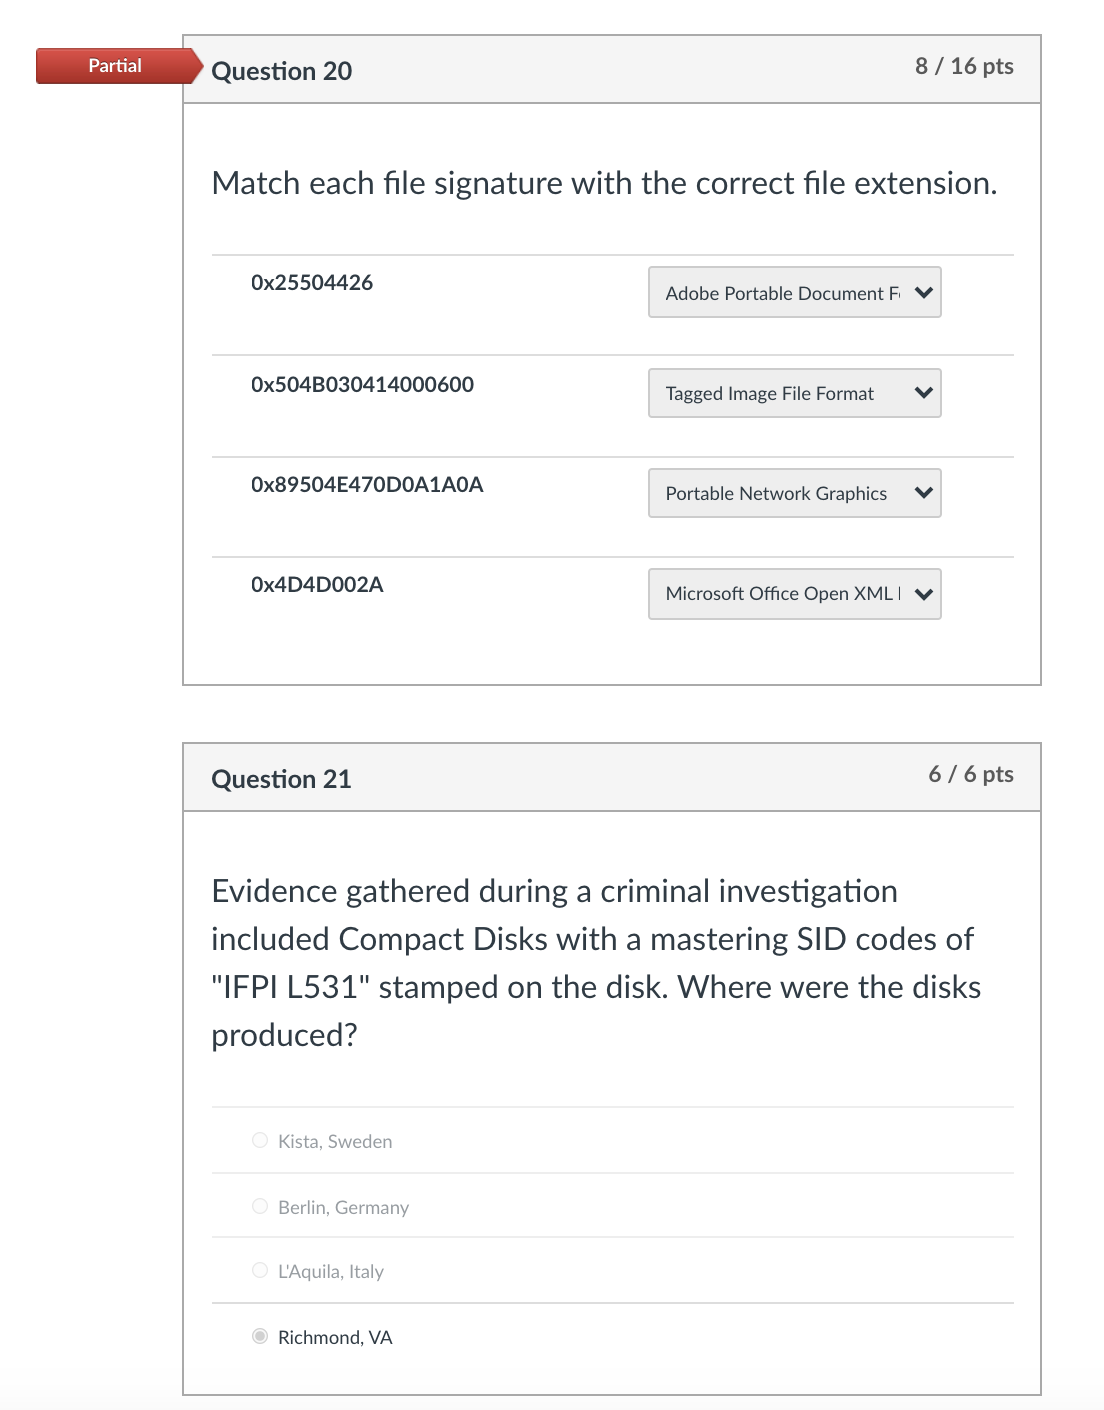 Partial
Question 20
8 / 16 pts
Match each file signature with the correct file extension.
0x25504426
Adobe Portable Document F
0x504B030414000600
Tagged Image File Format
0x89504E470D0A1A0A
Portable Network Graphics
0x4D4D002A
Microsoft Office Open XML
Question 21
6 / 6 pts
Evidence gathered during a criminal investigation
included Compact Disks with a mastering SID codes of
"IFPI L531" stamped on the disk. Where were the disks
produced?
Kista, Sweden
Berlin, Germany
L'Aquila, Italy
Richmond, VA